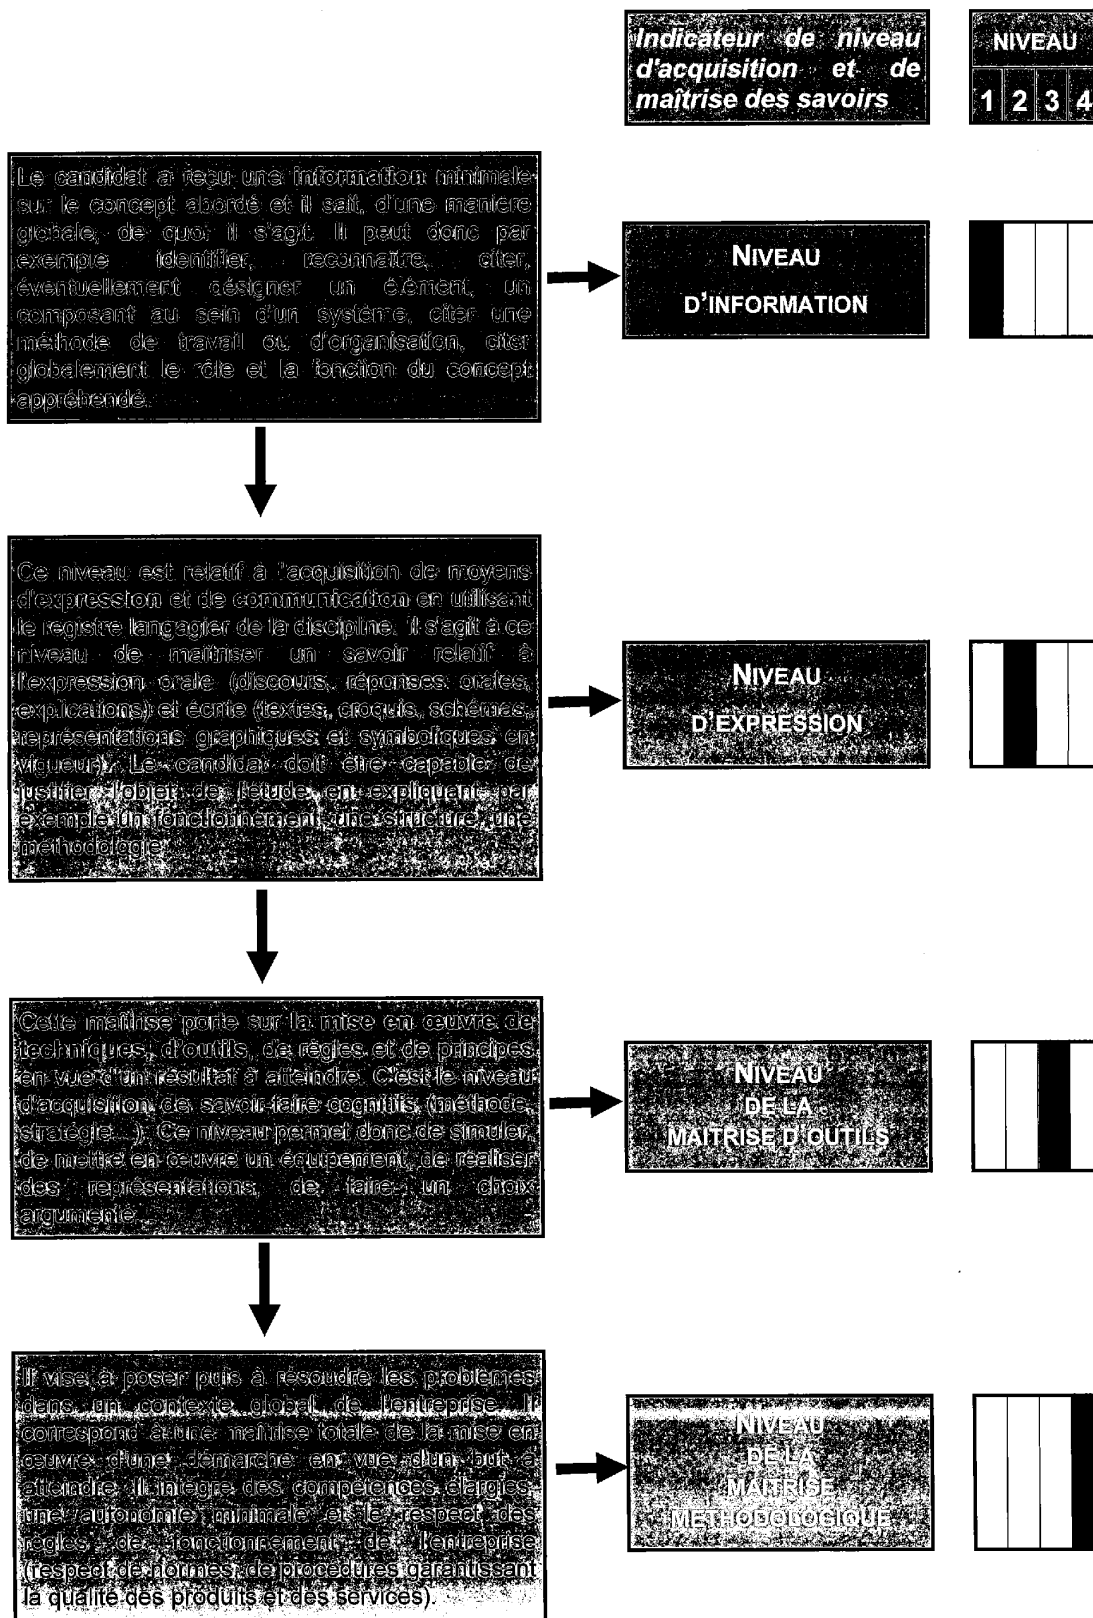 Indicateur de niveau
d'acquisition et de
maîtrise des savoirs
NIVEAU
1 2 3 4
Le candidat a reçu une information minimale
sur le concept abordé et il sait, d'une manière
globale, de quoi il s'agit. Il peut donc par
exemple identifier, reconnaître, citer,
éventuellement désigner un élément, un
composant au sein d'un système, citer une
méthode de travail ou d'organisation, citer
globalement le rôle et la fonction du concept
appréhendé.
NIVEAU
D'INFORMATION
Ce niveau est relatif à l'acquisition de moyens
d'expression et de communication en utilisant
le registre langagier de la discipline. Il s'agit à ce
niveau de maîtriser un savoir relatif à
l'expression orale (discours, réponses orales,
explications) et écrite (textes, croquis, schémas,
représentations graphiques et symboliques en
vigueur). Le candidat doit être capable de
justifier l'objet de l'étude en expliquant par
exemple un fonctionnement, une structure, une
méthodologie.
NIVEAU
D'EXPRESSION
Cette maîtrise porte sur la mise en œuvre de
techniques, d'outils, de règles et de principes
en vue d'un résultat à atteindre. C'est le niveau
d'acquisition de savoir-faire cognitifs (méthode,
stratégie...). Ce niveau permet donc de simuler,
de mettre en œuvre un équipement, de réaliser
des représentations, de faire un choix
argumenté...
NIVEAU
DE LA
MAÎTRISE D'OUTILS
Il vise à poser puis à résoudre les problèmes
dans un contexte global de l'entreprise. Il
correspond à une maîtrise totale de la mise en
œuvre d'une démarche en vue d'un but à
atteindre. Il intègre des compétences élargies,
une autonomie minimale et le respect des
règles de fonctionnement de l'entreprise
(respect de normes, de procédures garantissant
la qualité des produits et des services).
NIVEAU
DE LA
MAÎTRISE
MÉTHODOLOGIQUE